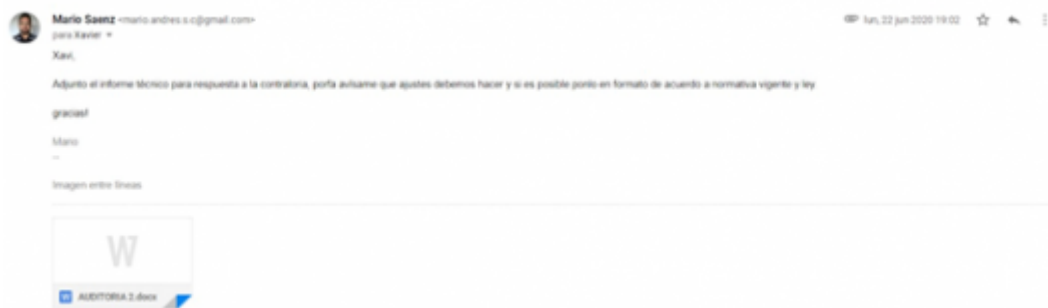 Mario Saenz <mario.andres.s.c@gmail.com>
lun, 22 jun 2020 19:02
para Xavier
Xavi,
Adjunto el informe técnico para respuesta a la contraloria, porfa avisame que ajustes debemos hacer y si es posible ponlo en formato de acuerdo a normativa vigente y ley.
gracias!
Mario
--
Imagen entre líneas
W
W AUDITORIA 2.docx